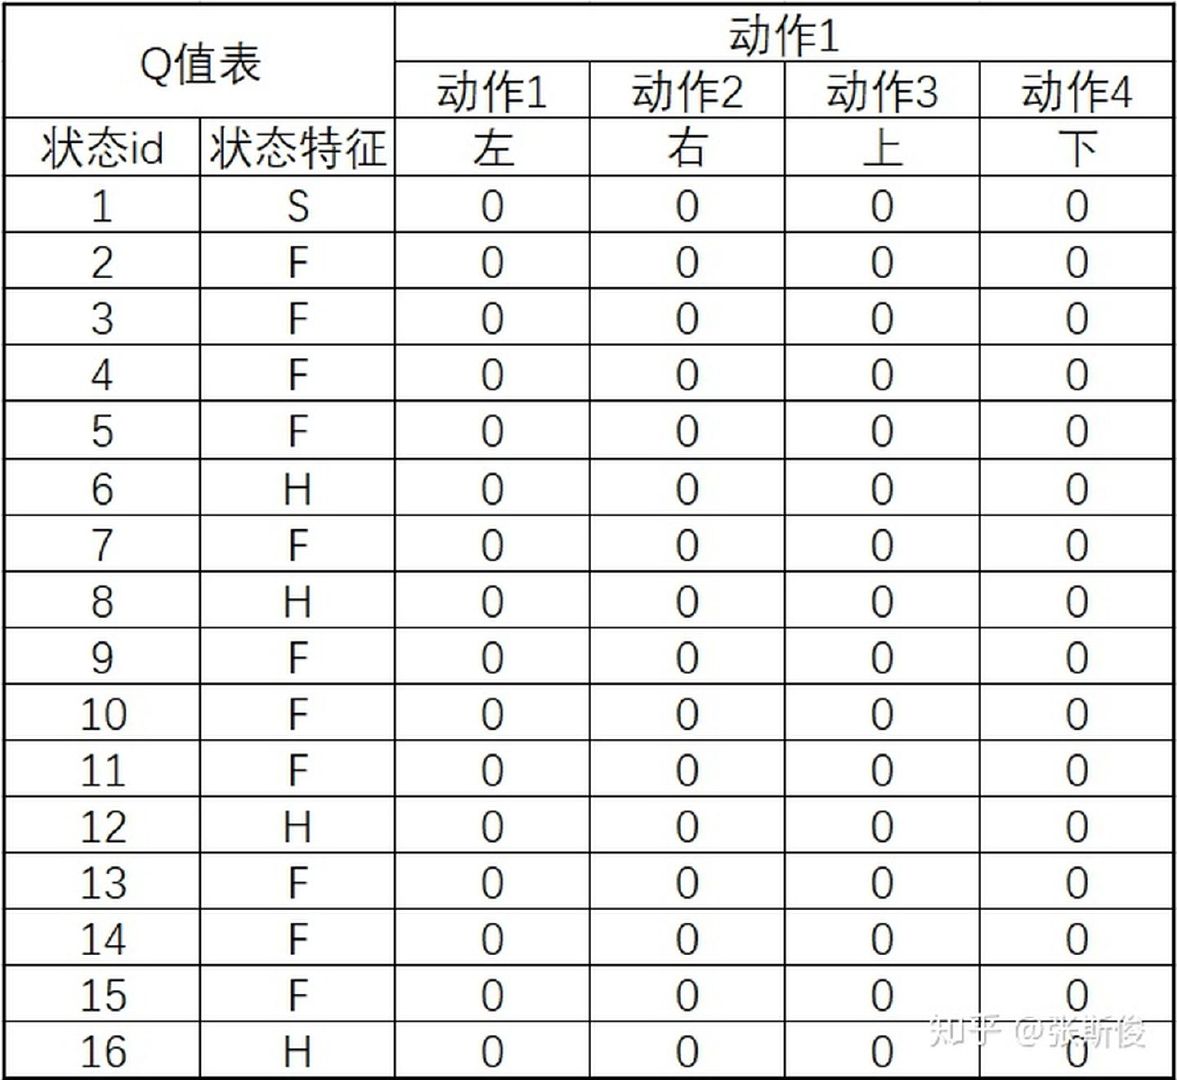 Q值表
动作1
动作1 动作2 动作3 动作4
状态id 状态特征 左 右 上 下
1 S 0 0 0 0
2 F 0 0 0 0
3 F 0 0 0 0
4 F 0 0 0 0
5 F 0 0 0 0
6 H 0 0 0 0
7 F 0 0 0 0
8 H 0 0 0 0
9 F 0 0 0 0
10 F 0 0 0 0
11 F 0 0 0 0
12 H 0 0 0 0
13 F 0 0 0 0
14 F 0 0 0 0
15 F 0 0 0 0
16 H 0 0 0 0
知乎 @张斯俊